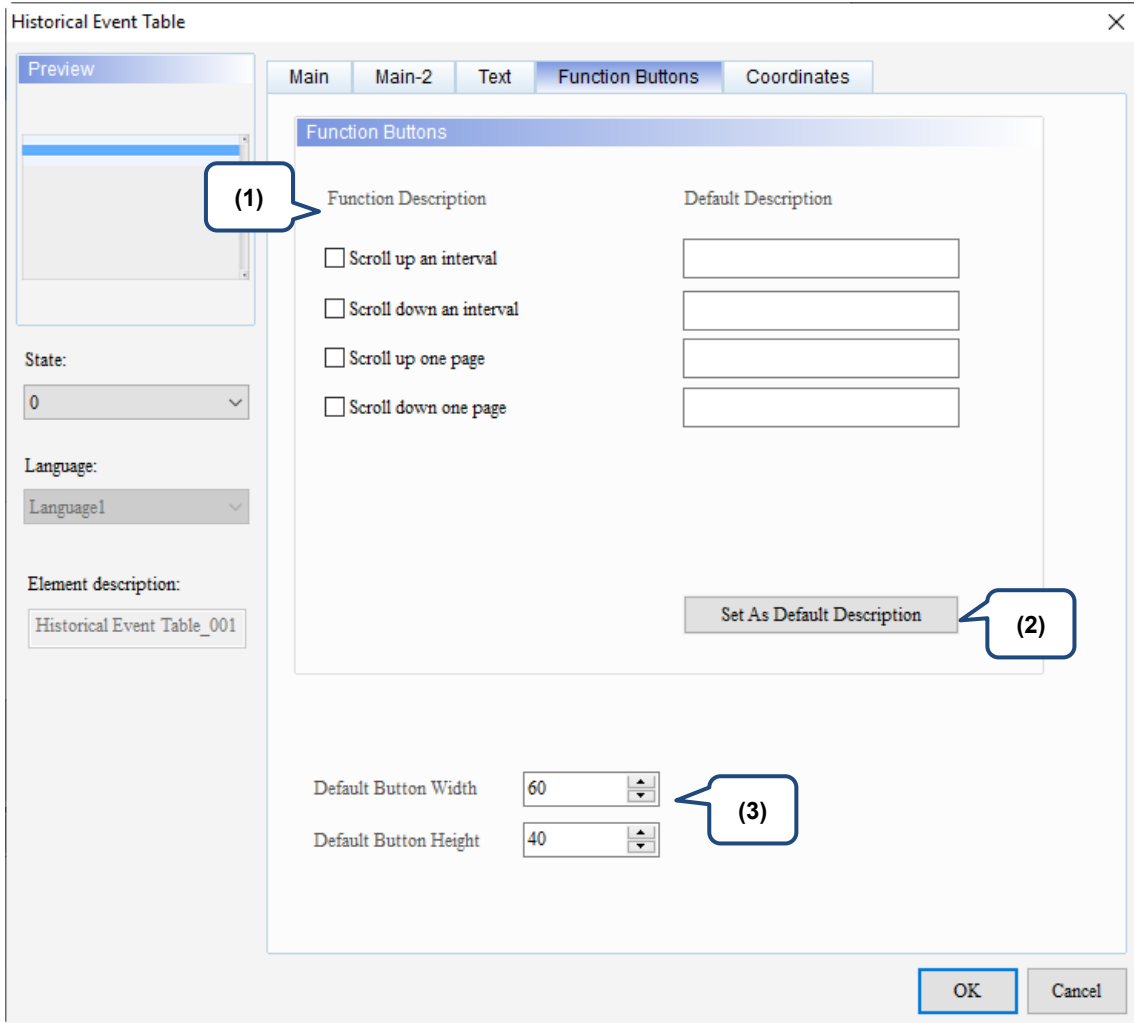 Historical Event Table
Preview
Main Main-2 Text Function Buttons Coordinates
Function Buttons
(1)
Function Description Default Description
Scroll up an interval
Scroll down an interval
Scroll up one page
Scroll down one page
State:
0
Language:
Language1
Element description:
Historical Event Table_001
Set As Default Description
(2)
Default Button Width 60
(3)
Default Button Height 40
OK Cancel